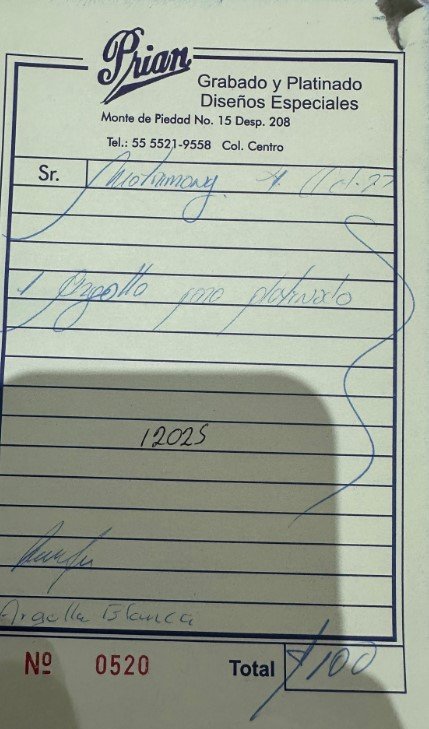 Prian
Grabado y Platinado
Diseños Especiales
Monte de Piedad No. 15 Desp. 208
Tel.: 55 5521-9558 Col. Centro
Sr. Matrimony
1 Argolla para platinado
12025
Argolla Blanca
Nº 0520 Total $100